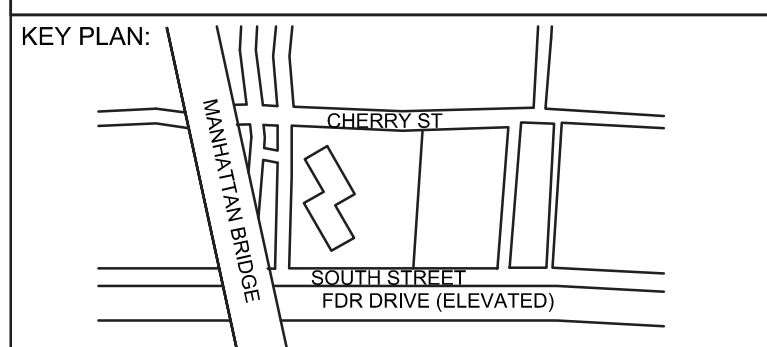 KEY PLAN:
MANHATTAN BRIDGE
CHERRY ST
SOUTH STREET
FDR DRIVE (ELEVATED)